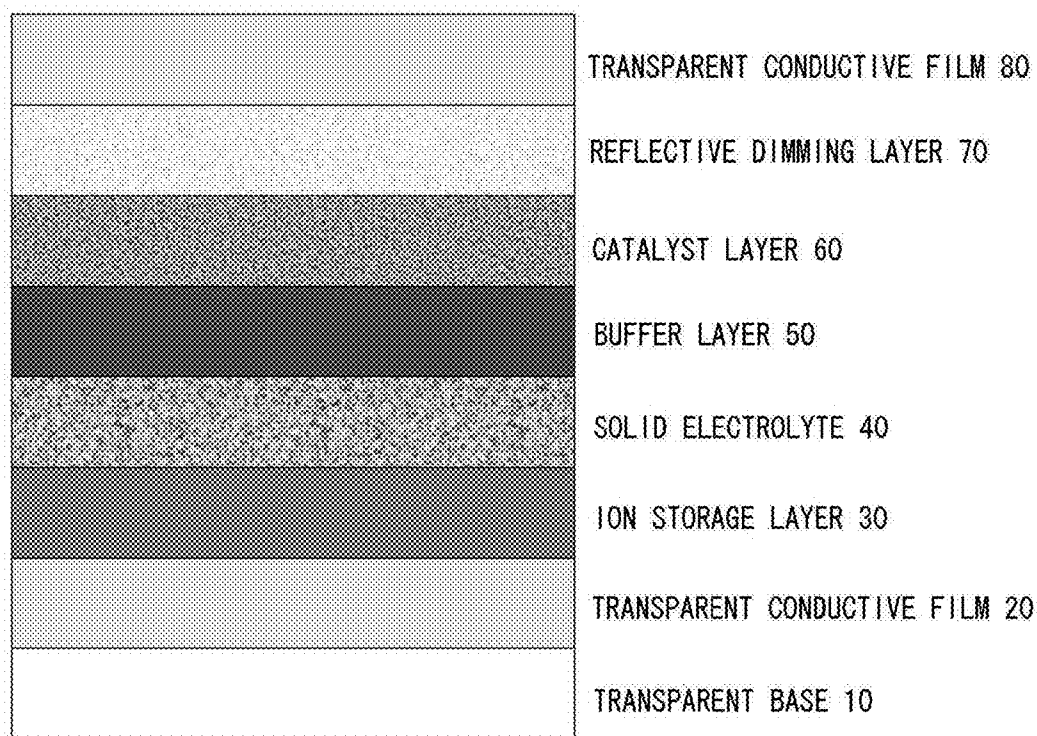 TRANSPARENT CONDUCTIVE FILM 80
REFLECTIVE DIMMING LAYER 70
CATALYST LAYER 60
BUFFER LAYER 50
SOLID ELECTROLYTE 40
ION STORAGE LAYER 30
TRANSPARENT CONDUCTIVE FILM 20
TRANSPARENT BASE 10